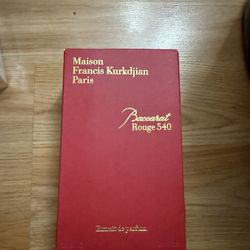 Maison
Francis Kurkdjian
Paris
Baccarat
Rouge 540
Extrait de parfum